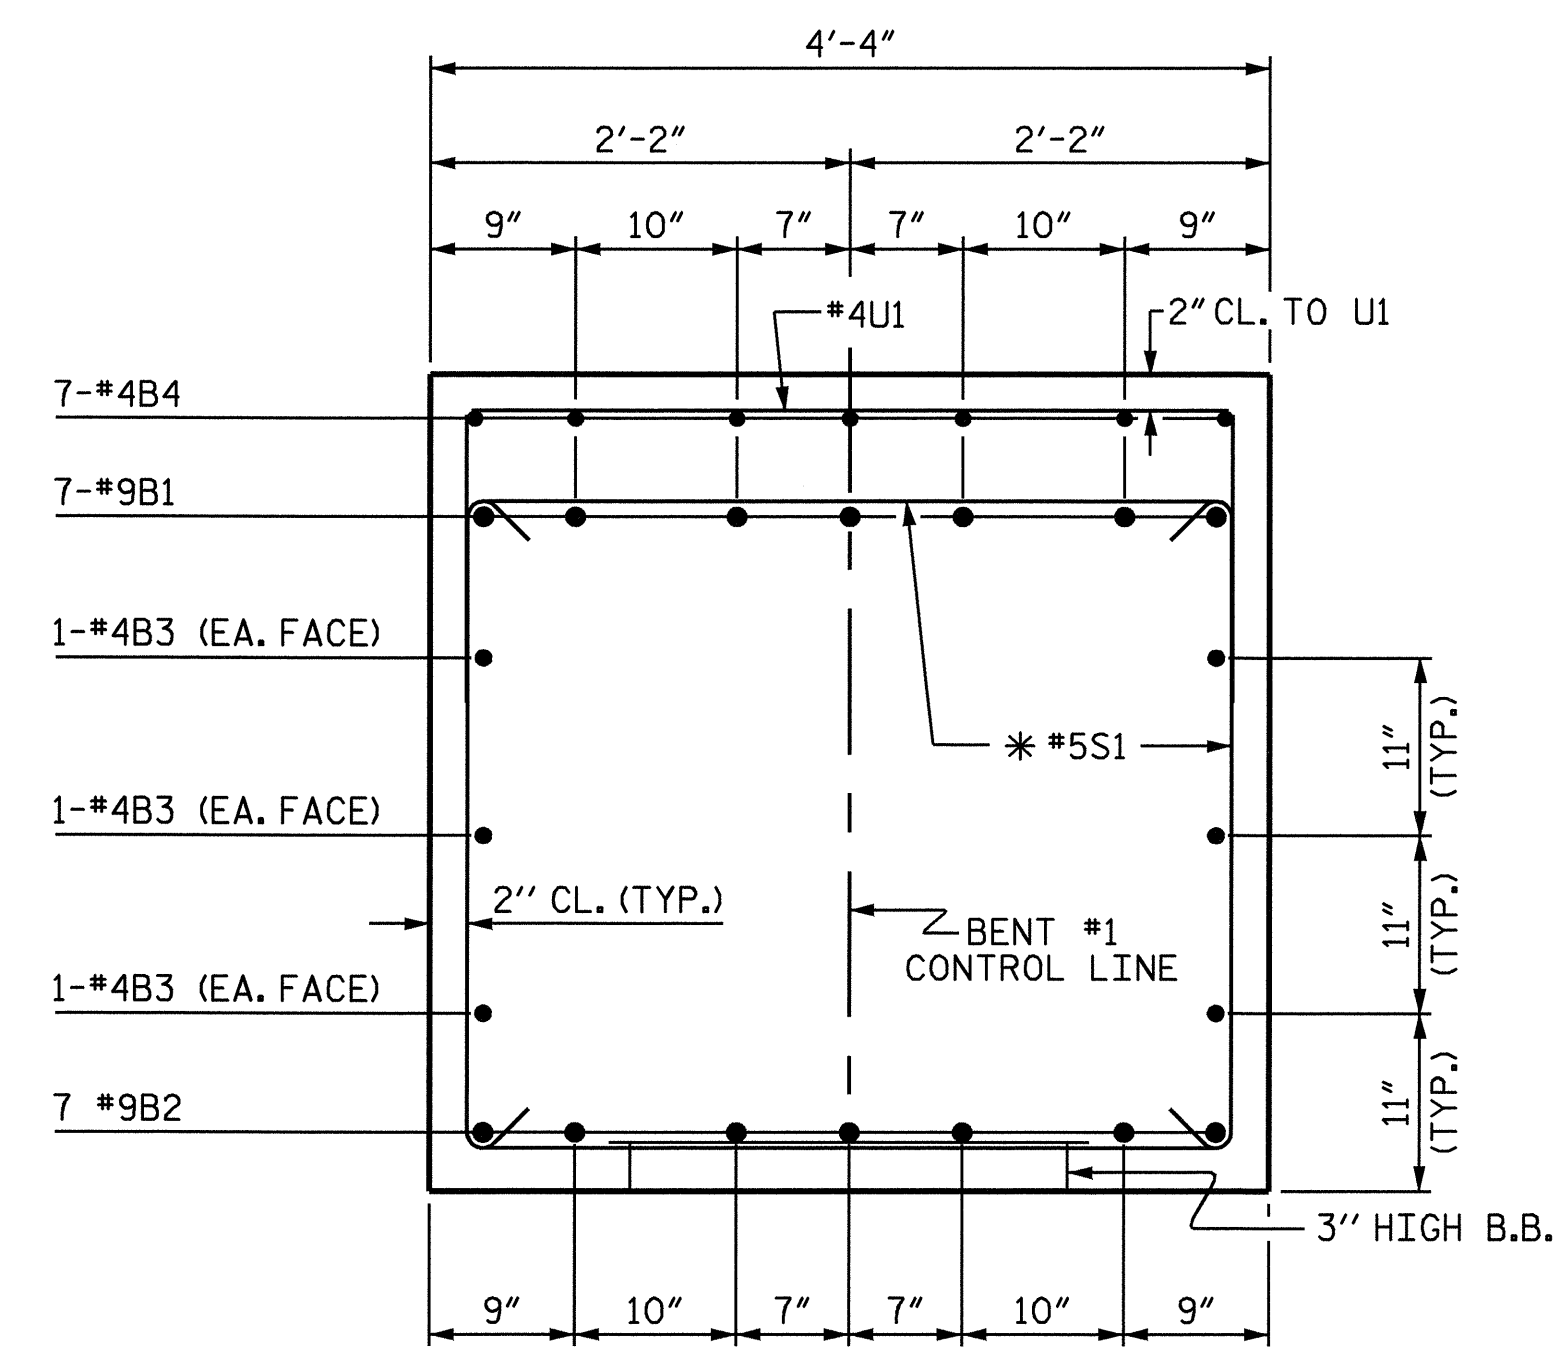 4'-4"
2'-2" 2'-2"
9" 10" 7" 7" 10" 9"
#4U1
2" CL. TO U1
7-#4B4
7-#9B1
1-#4B3 (EA. FACE)
* #5S1
11"
(TYP.)
1-#4B3 (EA. FACE)
2'' CL. (TYP.)
BENT #1
CONTROL LINE
11"
(TYP.)
1-#4B3 (EA. FACE)
7 #9B2
11"
(TYP.)
3'' HIGH B.B.
9" 10" 7" 7" 10" 9"